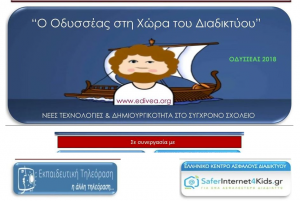 “Ο Οδυσσέας στη Χώρα του Διαδικτύου”
ΟΔΥΣΣΕΑΣ 2018
www.edivea.org
ΝΕΕΣ ΤΕΧΝΟΛΟΓΙΕΣ & ΔΗΜΙΟΥΡΓΙΚΟΤΗΤΑ ΣΤΟ ΣΥΓΧΡΟΝΟ ΣΧΟΛΕΙΟ
Σε συνεργασία με
Εκπαιδευτική Τηλεόραση
η άλλη τηλεόραση...
ΕΛΛΗΝΙΚΟ ΚΕΝΤΡΟ ΑΣΦΑΛΟΥΣ ΔΙΑΔΙΚΤΥΟΥ
SaferInternet4Kids.gr